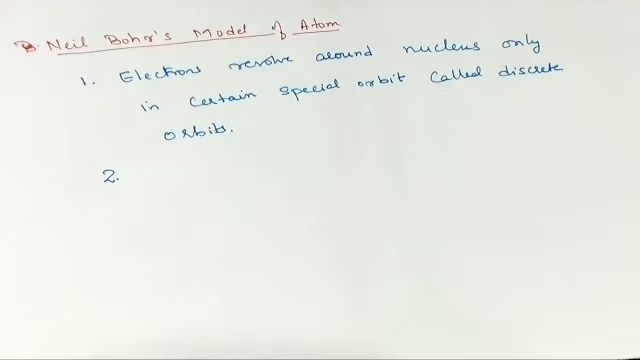 B. Neil Bohr's Model of Atom
1. Electrons revolve around nucleus only
in certain special orbit called discrete
orbits.
2.